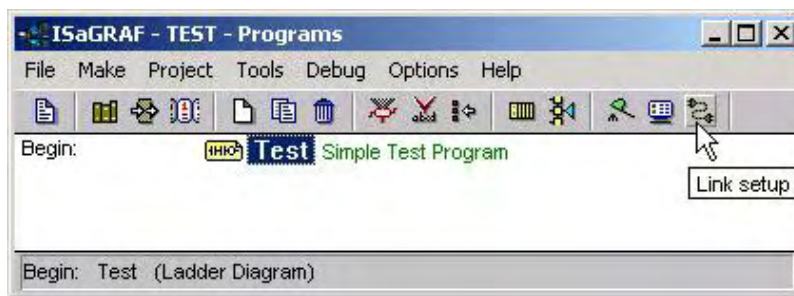 ISaGRAF - TEST - Programs
File Make Project Tools Debug Options Help
Begin: Test Simple Test Program
Link setup
Begin: Test (Ladder Diagram)